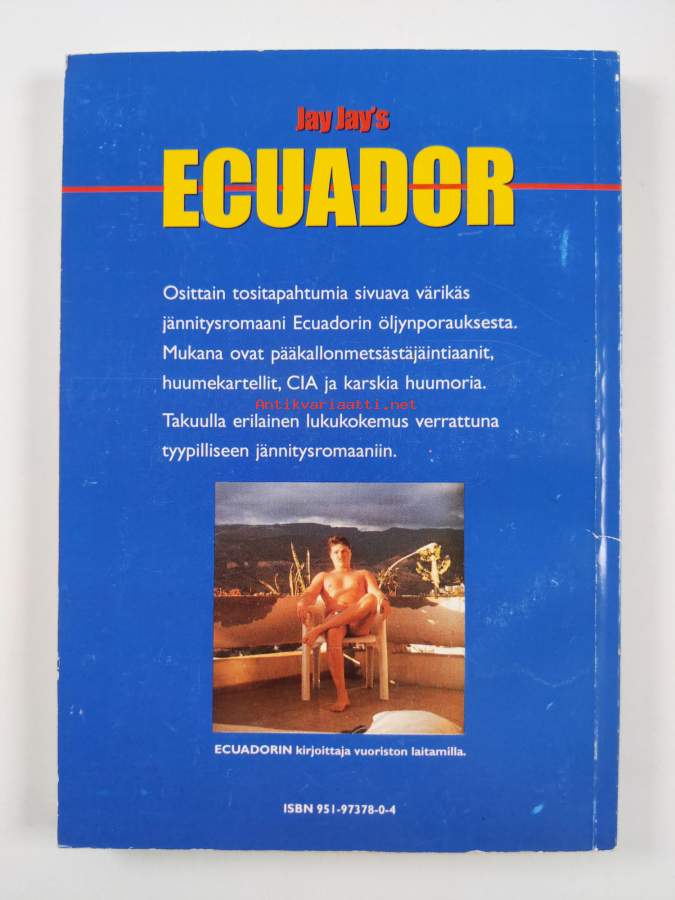 Jay Jay's
ECUADOR
Osittain tositapahtumia sivuava värikäs
jännitysromaani Ecuadorin öljynporauksesta.
Mukana ovat pääkallonmetsästäjäintiaanit,
huumekartellit, CIA ja karskia huumoria.
Antikvariaatti.net
Takuulla erilainen lukukokemus verrattuna
tyypilliseen jännitysromaaniin.
ECUADORIN kirjoittaja vuoriston laitamilla.
ISBN 951-97378-0-4